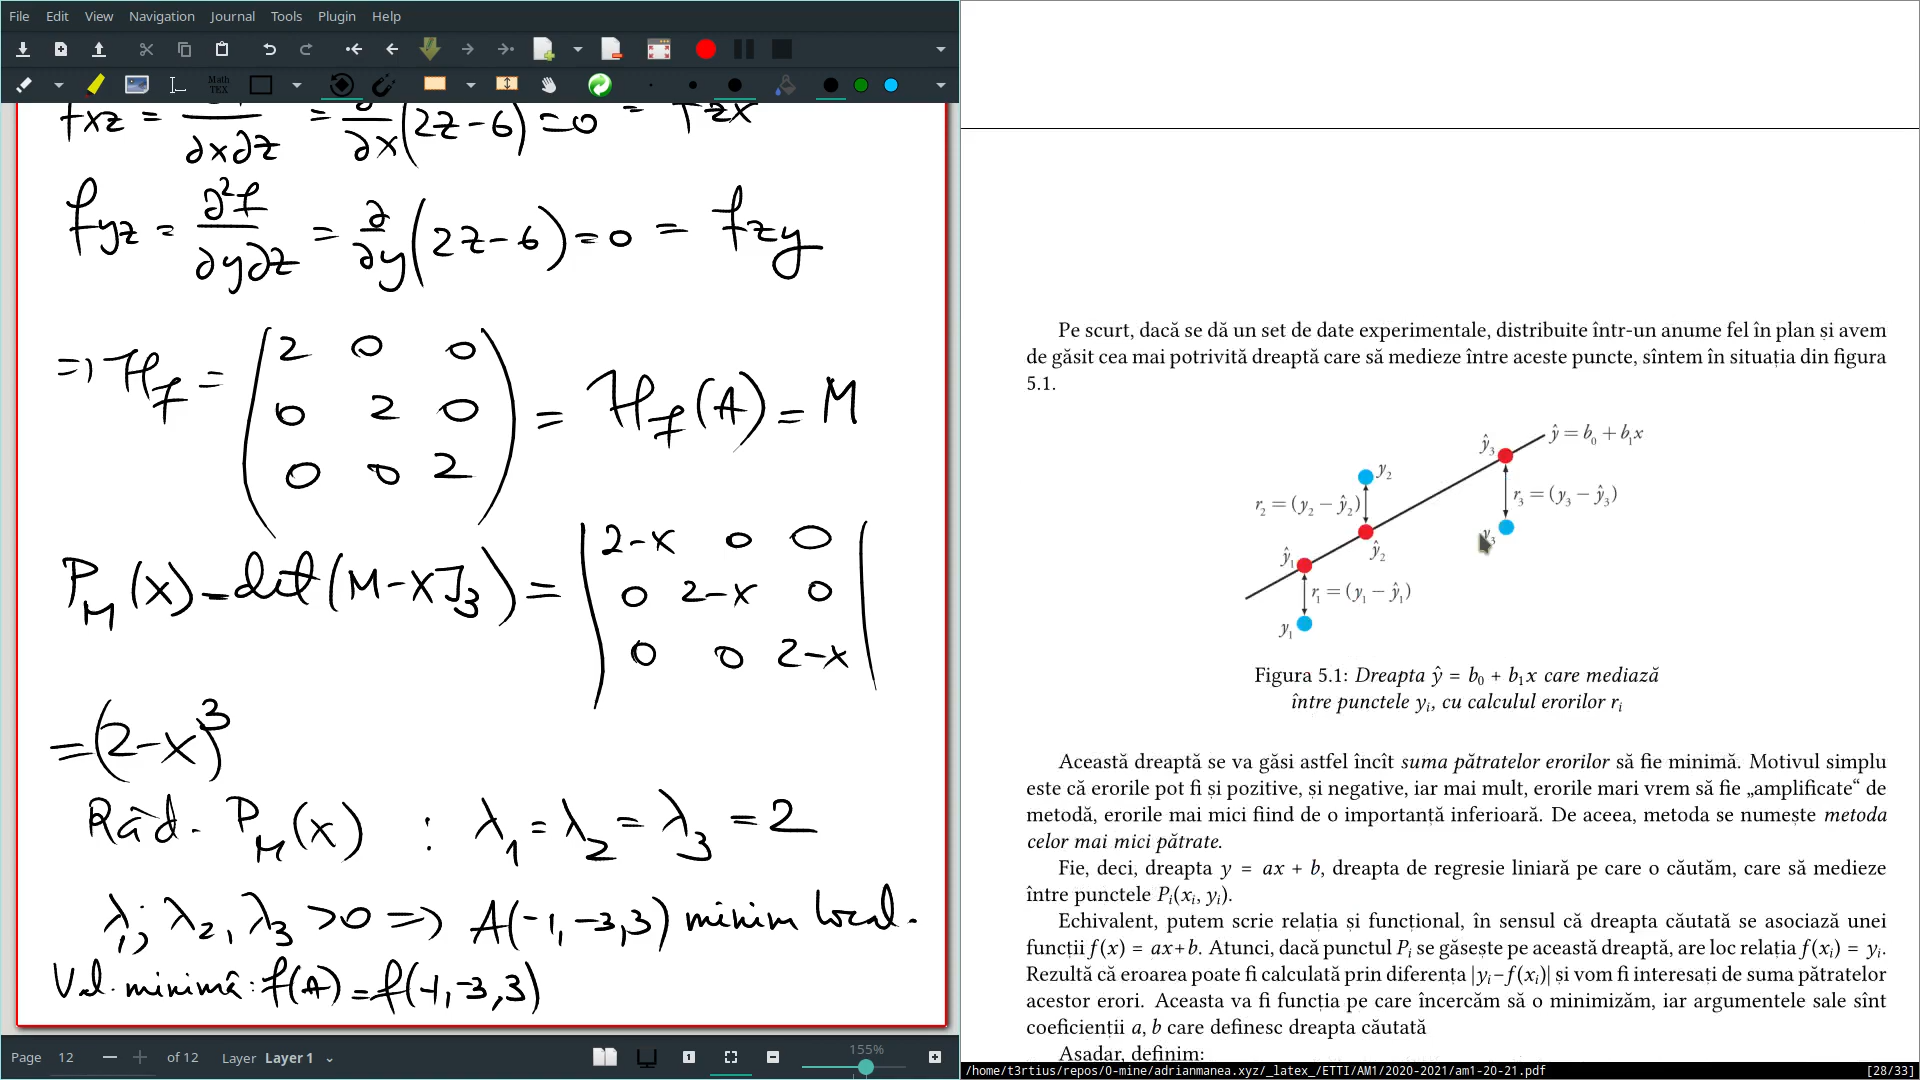 File Edit View Navigation Journal Tools Plugin Help
Math TEX
fxz = ∂x∂z = ∂/∂x(2z-6) = 0 = fzx
fyz = ∂²f/∂y∂z = ∂/∂y(2z-6) = 0 = fzy
=> Hf = (2 0 0
0 2 0
0 0 2) = Hf(A) = M
PM(X) = det(M-XI3) = |2-X 0 0
0 2-X 0
0 0 2-X|
= (2-X)³
Răd. PM(X) : λ1 = λ2 = λ3 = 2
λ1, λ2, λ3 > 0 => A(-1,-3,3) minim local.
Val. minimă: f(A) = f(-1,-3,3)
Page 12 of 12 Layer Layer 1 1 155%
Pe scurt, dacă se dă un set de date experimentale, distribuite într-un anume fel în plan și avem
de găsit cea mai potrivită dreaptă care să medieze între aceste puncte, sîntem în situația din figura
5.1.
ŷ3 ŷ = b0 + b1x
y2
r2 = (y2 − ŷ2) r3 = (y3 − ŷ3)
y3
ŷ1 ŷ2
r1 = (y1 − ŷ1)
y1
Figura 5.1: Dreapta ŷ = b0 + b1x care mediază
între punctele yi, cu calculul erorilor ri
Această dreaptă se va găsi astfel încît suma pătratelor erorilor să fie minimă. Motivul simplu
este că erorile pot fi și pozitive, și negative, iar mai mult, erorile mari vrem să fie „amplificate“ de
metodă, erorile mai mici fiind de o importanță inferioară. De aceea, metoda se numește metoda
celor mai mici pătrate.
Fie, deci, dreapta y = ax + b, dreapta de regresie liniară pe care o căutăm, care să medieze
între punctele Pi(xi, yi).
Echivalent, putem scrie relația și funcțional, în sensul că dreapta căutată se asociază unei
funcții f(x) = ax+b. Atunci, dacă punctul Pi se găsește pe această dreaptă, are loc relația f(xi) = yi.
Rezultă că eroarea poate fi calculată prin diferența |yi−f(xi)| și vom fi interesați de suma pătratelor
acestor erori. Aceasta va fi funcția pe care încercăm să o minimizăm, iar argumentele sale sînt
coeficienții a, b care definesc dreapta căutată
Așadar, definim:
/home/t3rtius/repos/0-mine/adrianmanea.xyz/_latex_/ETTI/AM1/2020-2021/am1-20-21.pdf [28/33]